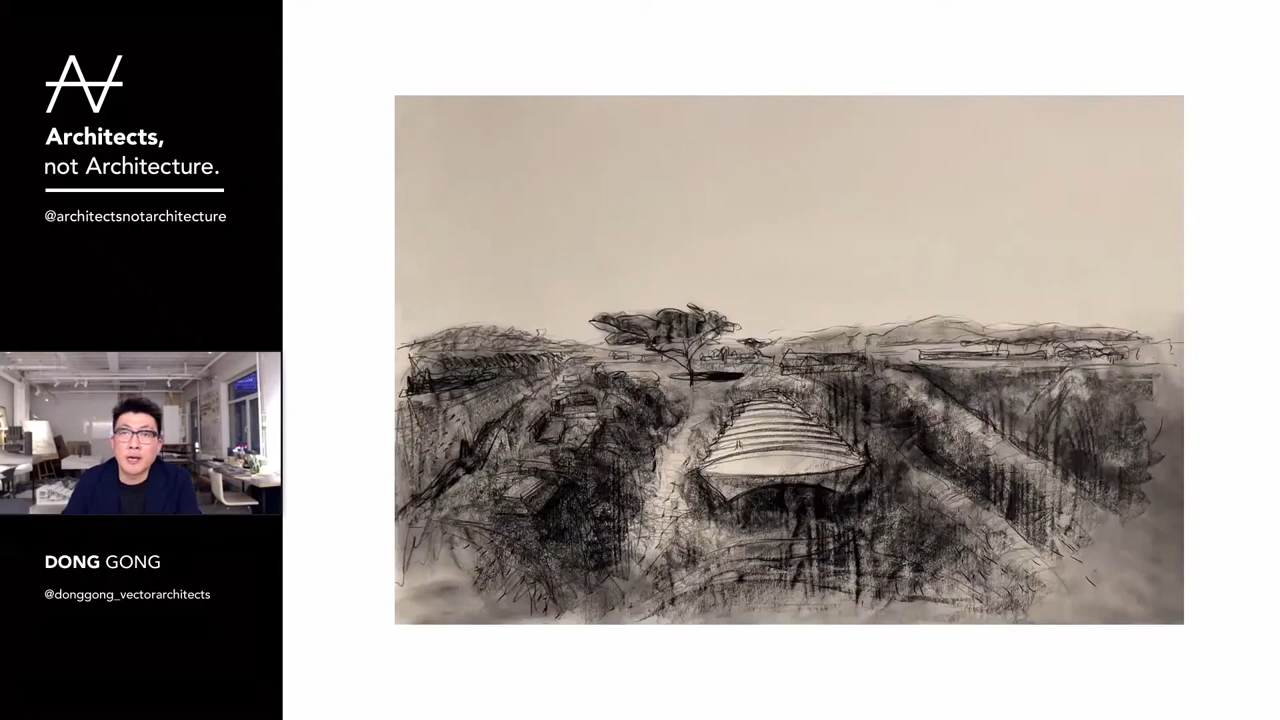 Architects,
not Architecture.
@architectsnotarchitecture
DONG GONG
@donggong_vectorarchitects